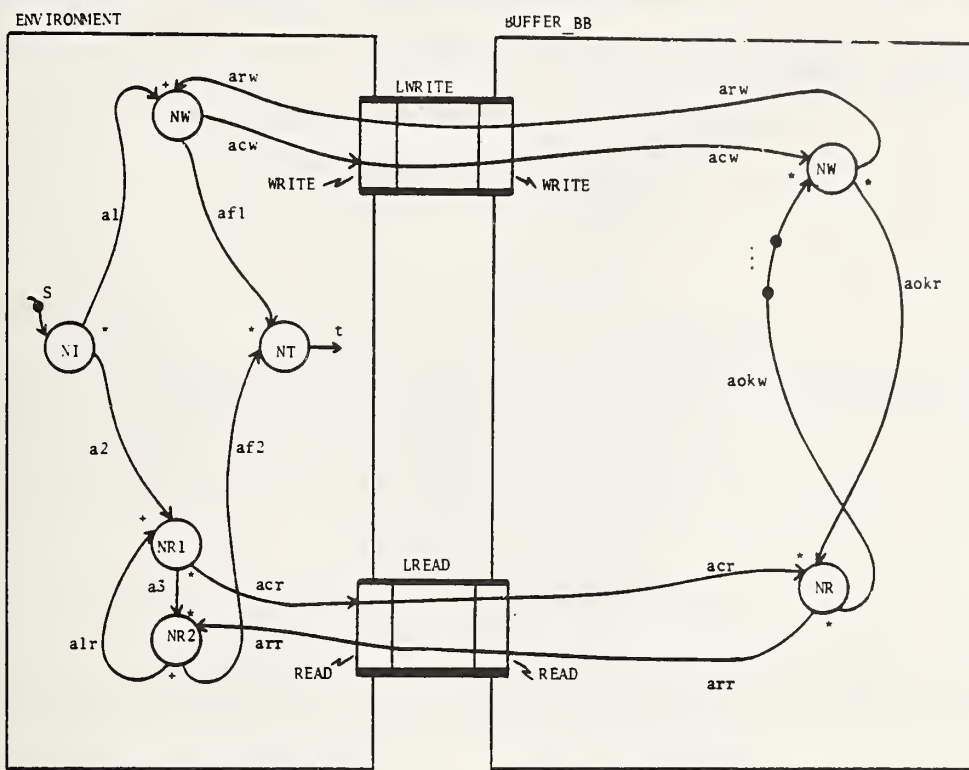 ENVIRONMENT
BUFFER_BB
LWRITE
arw
arw
+
NW
acw
acw
NW
*
*
WRITE
WRITE
a1
af1
aokr
S
*
*
t
NI
NT
aokw
a2
af2
+
NR1
*
LREAD
acr
acr
*
NR
*
a3
*
NR2
+
a1r
arr
READ
READ
arr